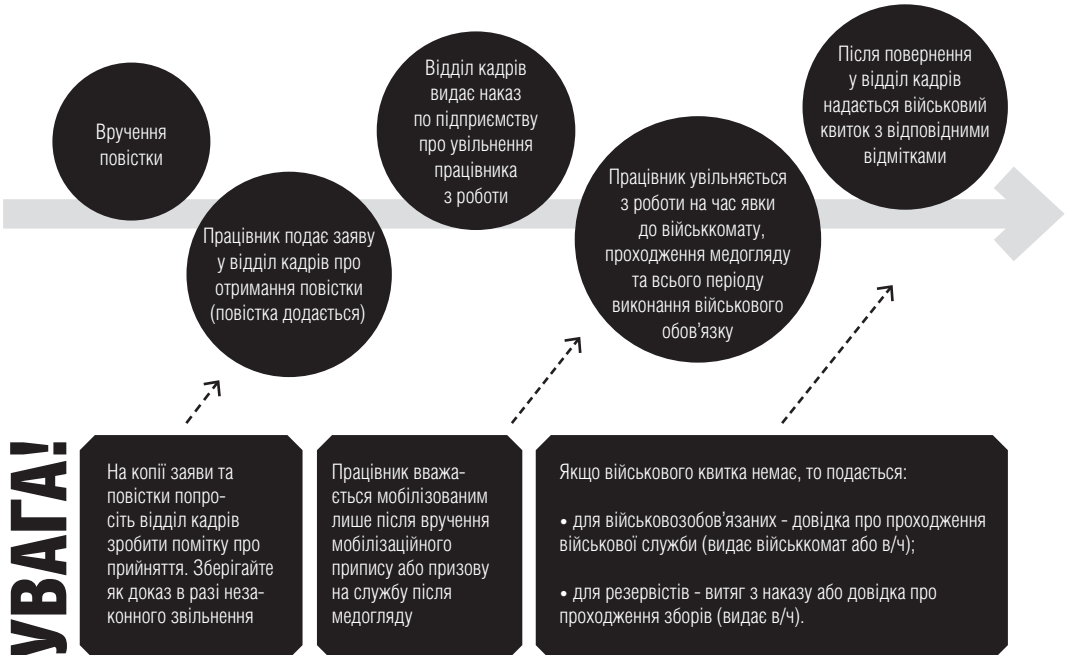 Вручення
повістки
Працівник подає заяву
у відділ кадрів про
отримання повістки
(повістка додається)
Відділ кадрів
видає наказ
по підприємству
про увільнення
працівника
з роботи
Працівник увільняється
з роботи на час явки
до військкомату,
проходження медогляду
та всього періоду
виконання військового
обов’язку
Після повернення
у відділ кадрів
надається військовий
квиток з відповідними
відмітками
УВАГА!
На копії заяви та
повістки попро-
сіть відділ кадрів
зробити помітку про
прийняття. Зберігайте
як доказ в разі неза-
конного звільнення
Працівник вважа-
ється мобілізованим
лише після вручення
мобілізаційного
припису або призову
на службу після
медогляду
Якщо військового квитка немає, то подається:
• для військовозобов’язаних - довідка про проходження
військової служби (видає військкомат або в/ч);
• для резервістів - витяг з наказу або довідка про
проходження зборів (видає в/ч).